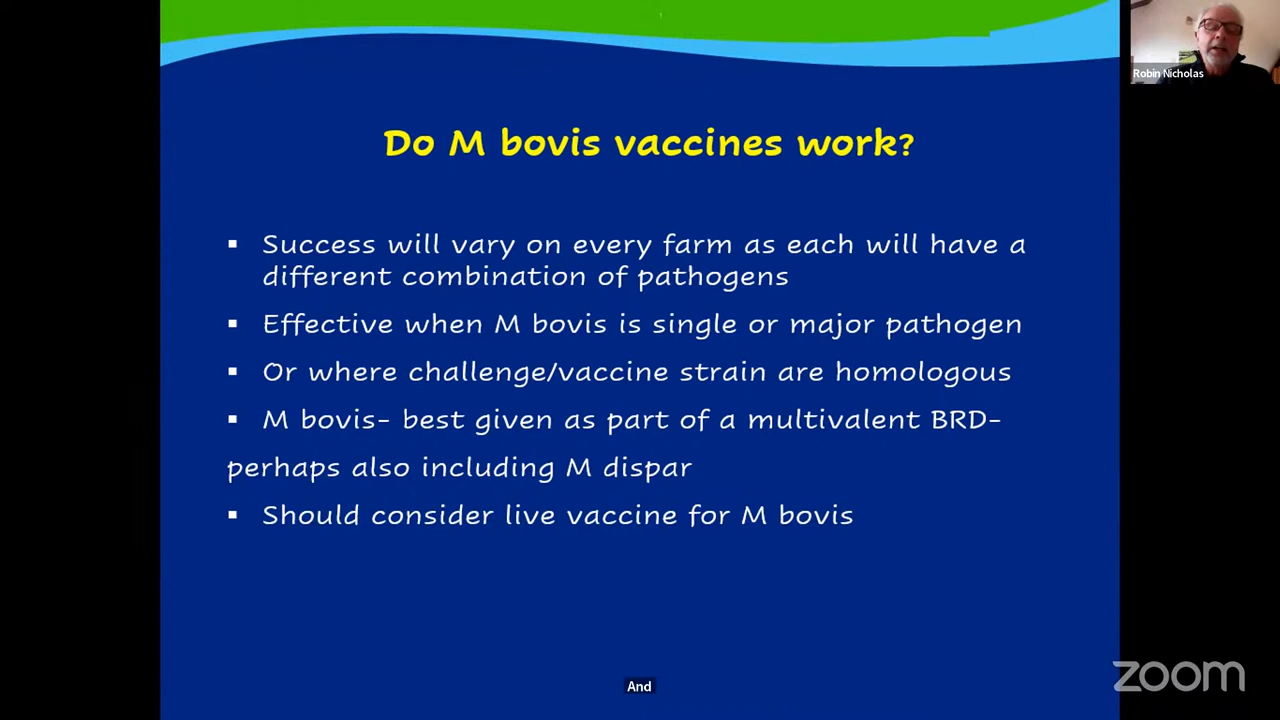 Robin Nicholas
Do M bovis vaccines work?
▪ Success will vary on every farm as each will have a
different combination of pathogens
▪ Effective when M bovis is single or major pathogen
▪ Or where challenge/vaccine strain are homologous
▪ M bovis- best given as part of a multivalent BRD-
perhaps also including M dispar
▪ Should consider live vaccine for M bovis
And
zoom